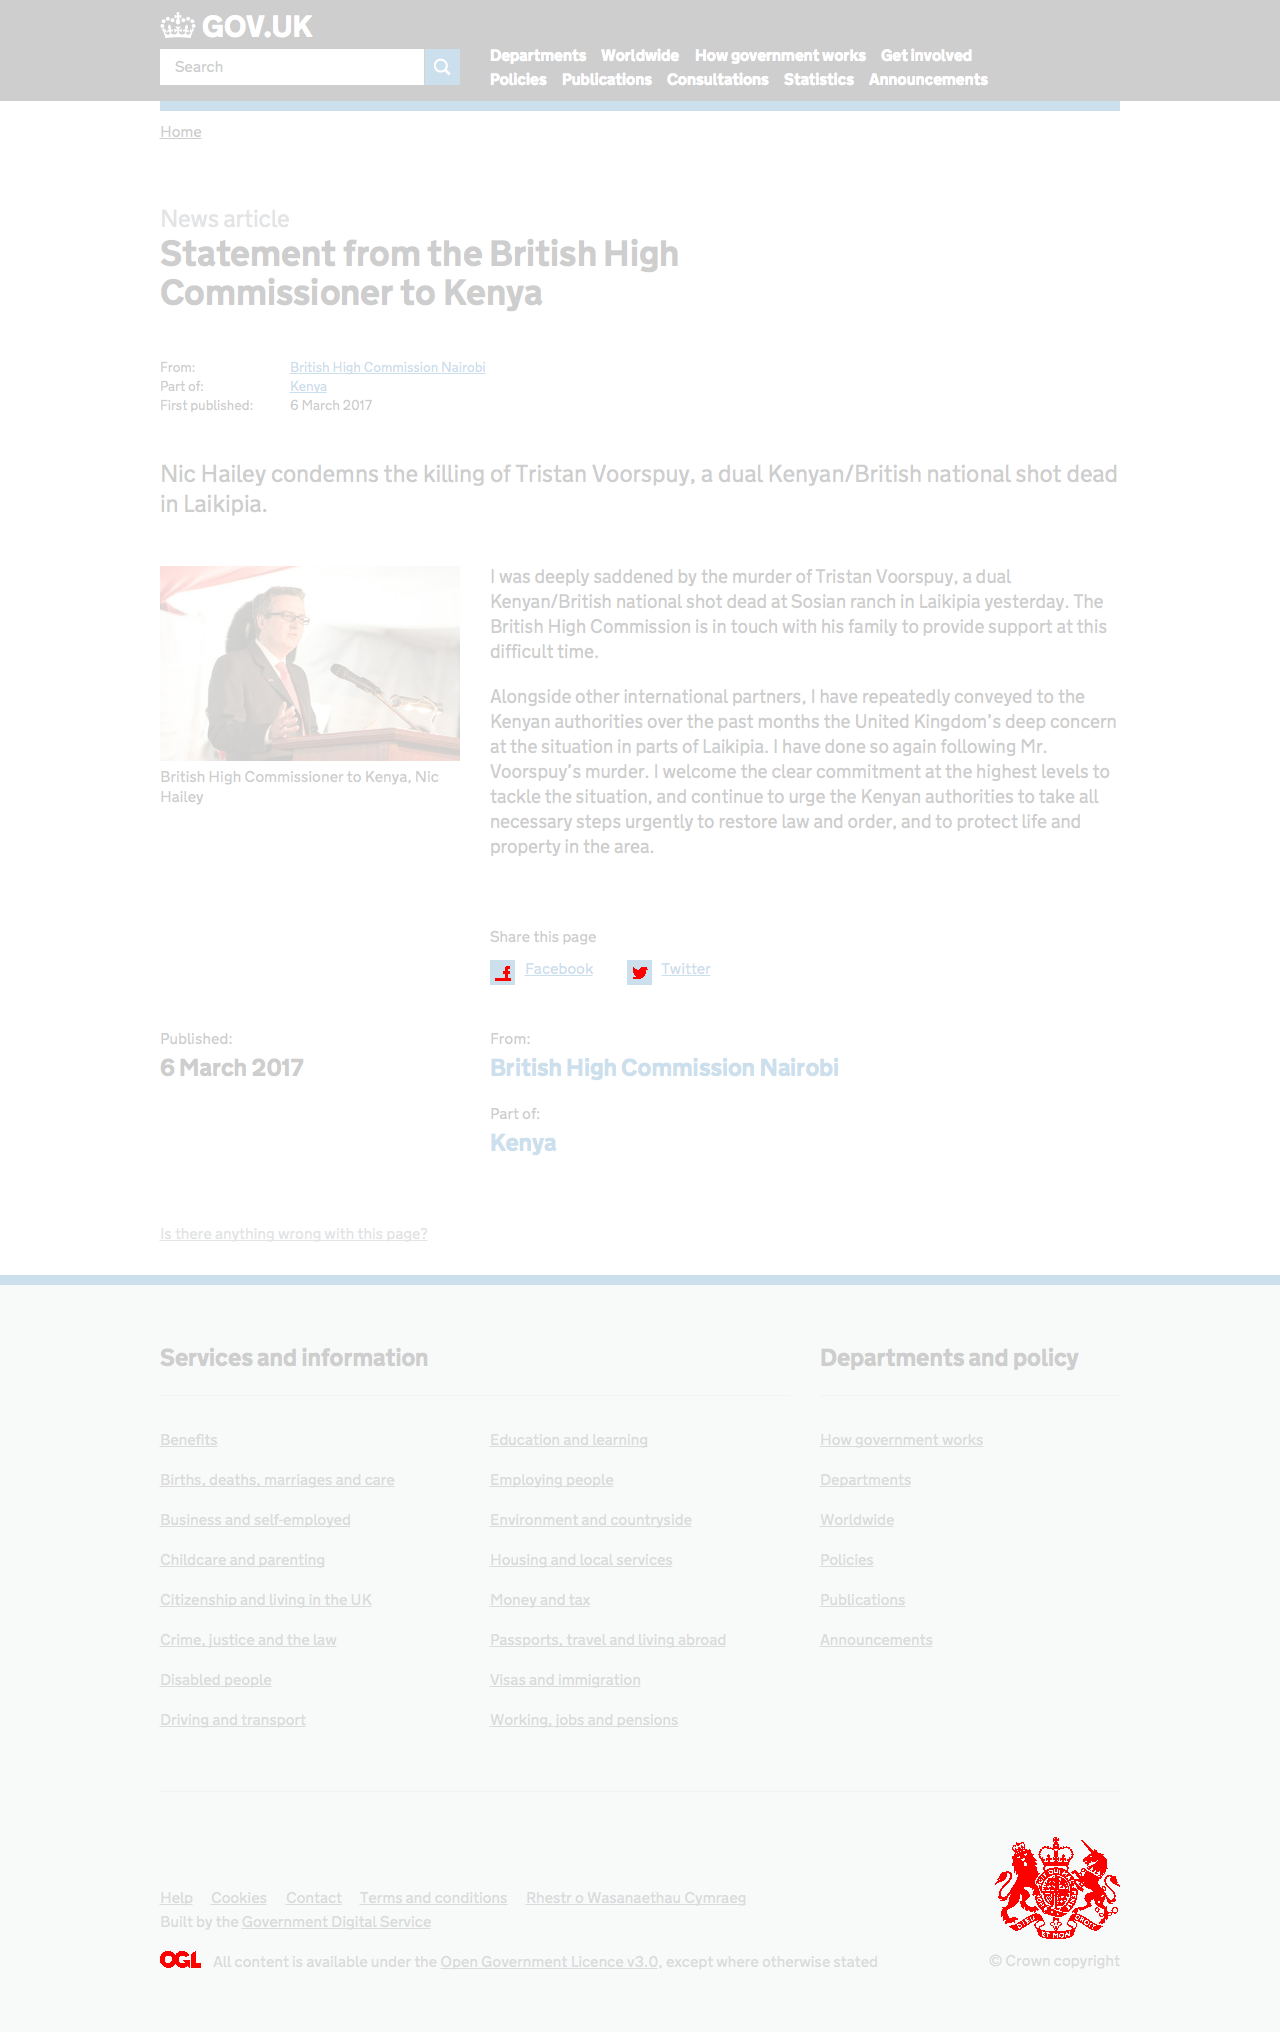 GOV.UK
Search
Departments Worldwide How government works Get involved
Policies Publications Consultations Statistics Announcements
Home
News article
Statement from the British High
Commissioner to Kenya
From: British High Commission Nairobi
Part of: Kenya
First published: 6 March 2017
Nic Hailey condemns the killing of Tristan Voorspuy, a dual Kenyan/British national shot dead
in Laikipia.
I was deeply saddened by the murder of Tristan Voorspuy, a dual
Kenyan/British national shot dead at Sosian ranch in Laikipia yesterday. The
British High Commission is in touch with his family to provide support at this
difficult time.
Alongside other international partners, I have repeatedly conveyed to the
Kenyan authorities over the past months the United Kingdom's deep concern
at the situation in parts of Laikipia. I have done so again following Mr.
Voorspuy's murder. I welcome the clear commitment at the highest levels to
tackle the situation, and continue to urge the Kenyan authorities to take all
necessary steps urgently to restore law and order, and to protect life and
property in the area.
British High Commissioner to Kenya, Nic
Hailey
Share this page
Facebook Twitter
Published:
6 March 2017
From:
British High Commission Nairobi
Part of:
Kenya
Is there anything wrong with this page?
Services and information
Benefits
Births, deaths, marriages and care
Business and self-employed
Childcare and parenting
Citizenship and living in the UK
Crime, justice and the law
Disabled people
Driving and transport
Education and learning
Employing people
Environment and countryside
Housing and local services
Money and tax
Passports, travel and living abroad
Visas and immigration
Working, jobs and pensions
Departments and policy
How government works
Departments
Worldwide
Policies
Publications
Announcements
Help Cookies Contact Terms and conditions Rhestr o Wasanaethau Cymraeg
Built by the Government Digital Service
OGL All content is available under the Open Government Licence v3.0, except where otherwise stated
© Crown copyright